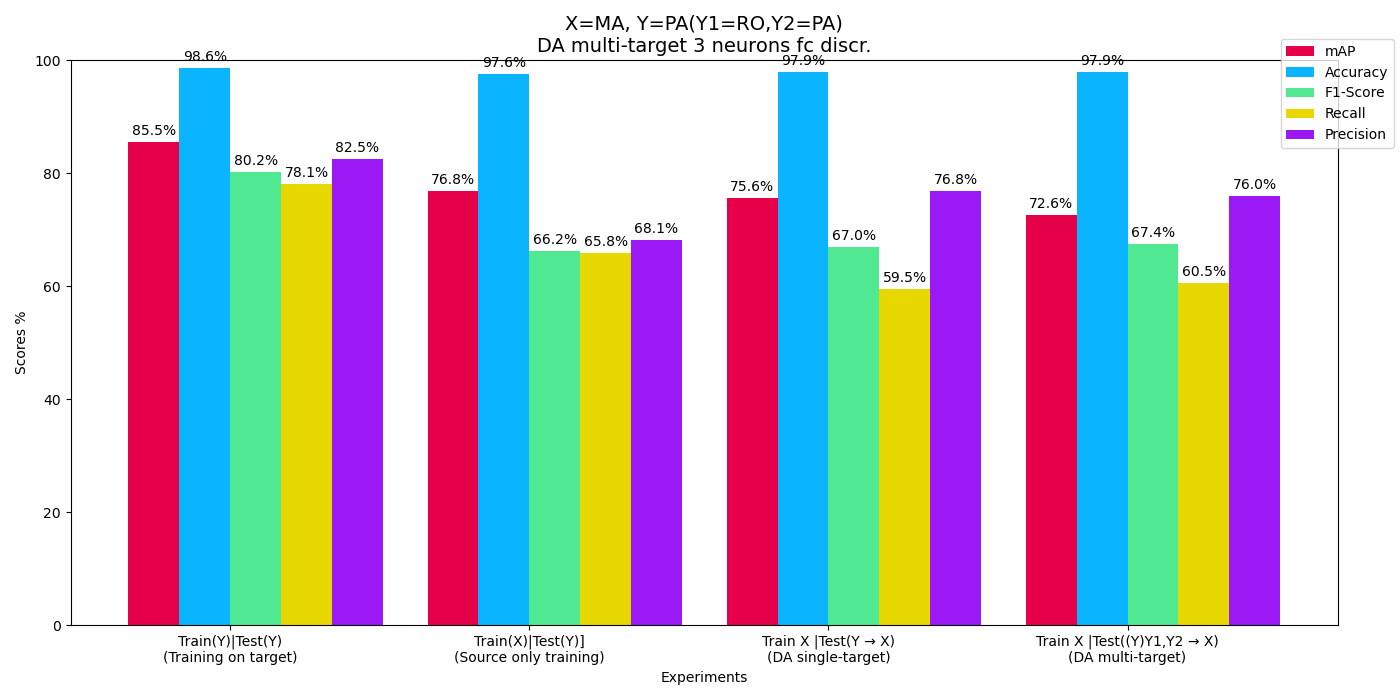 X=MA, Y=PA(Y1=RO,Y2=PA)
DA multi-target 3 neurons fc discr.
mAP
Accuracy
F1-Score
Recall
Precision
Scores %
100
80
60
40
20
0
85.5%
98.6%
80.2%
78.1%
82.5%
76.8%
97.6%
66.2%
65.8%
68.1%
75.6%
97.9%
67.0%
59.5%
76.8%
72.6%
97.9%
67.4%
60.5%
76.0%
Train(Y)|Test(Y)
(Training on target)
Train(X)|Test(Y)]
(Source only training)
Train X |Test(Y → X)
(DA single-target)
Train X |Test((Y)Y1,Y2 → X)
(DA multi-target)
Experiments